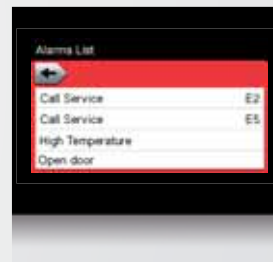 Alarms List
Call Service E2
Call Service E5
High Temperature
Open door